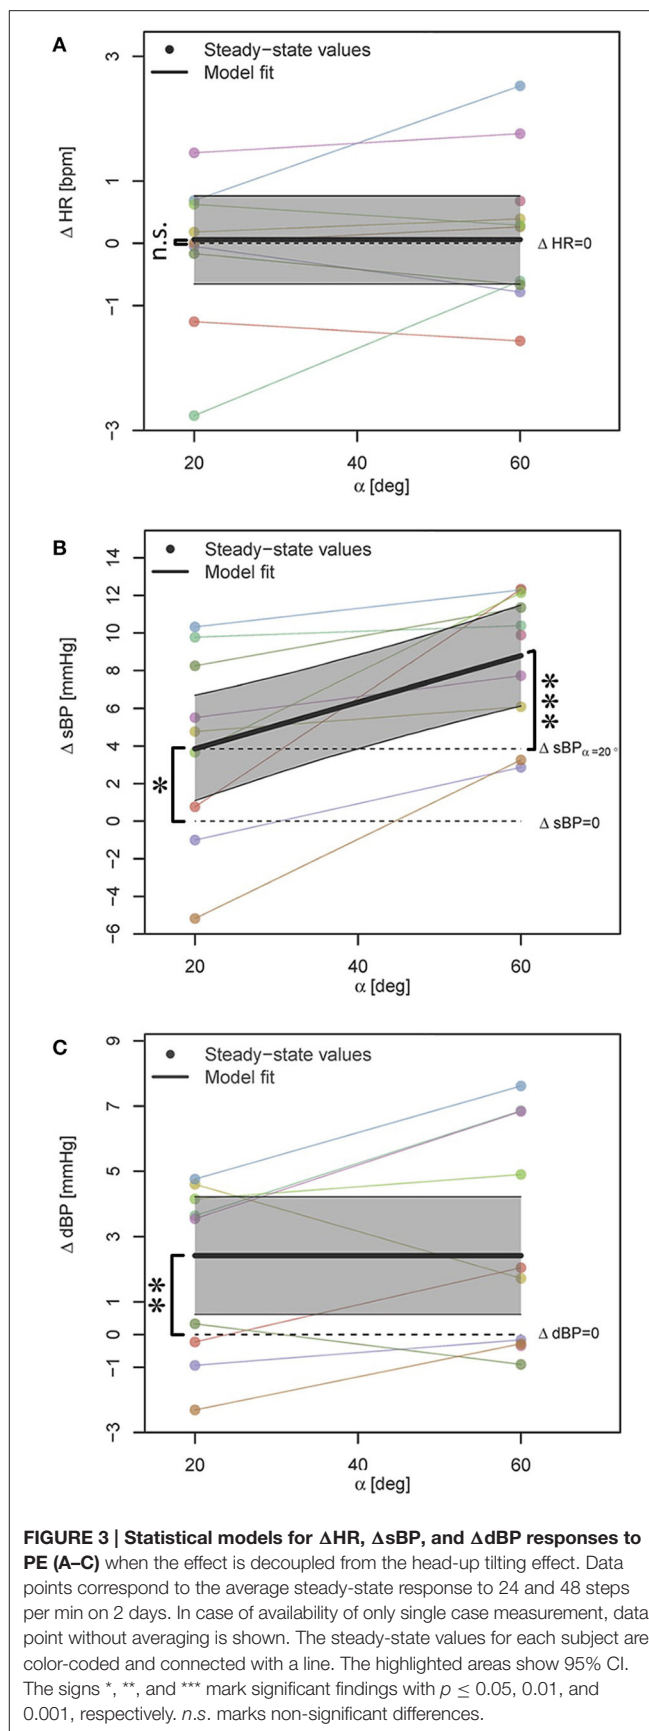 A
Steady-state values
Model fit
Δ HR [bpm]
3
1
0
-1
-3
n.s.
Δ HR=0
20
40
60
α [deg]
B
Steady-state values
Model fit
Δ sBP [mmHg]
14
12
10
8
6
4
2
0
-2
-4
-6
*
***
Δ sBPα=20°
Δ sBP=0
20
40
60
α [deg]
C
Steady-state values
Model fit
Δ dBP [mmHg]
9
7
5
3
1
0
-1
-3
**
Δ dBP=0
20
40
60
α [deg]
FIGURE 3 | Statistical models for ΔHR, ΔsBP, and ΔdBP responses to
PE (A–C) when the effect is decoupled from the head-up tilting effect. Data
points correspond to the average steady-state response to 24 and 48 steps
per min on 2 days. In case of availability of only single case measurement, data
point without averaging is shown. The steady-state values for each subject are
color-coded and connected with a line. The highlighted areas show 95% CI.
The signs *, **, and *** mark significant findings with p ≤ 0.05, 0.01, and
0.001, respectively. n.s. marks non-significant differences.